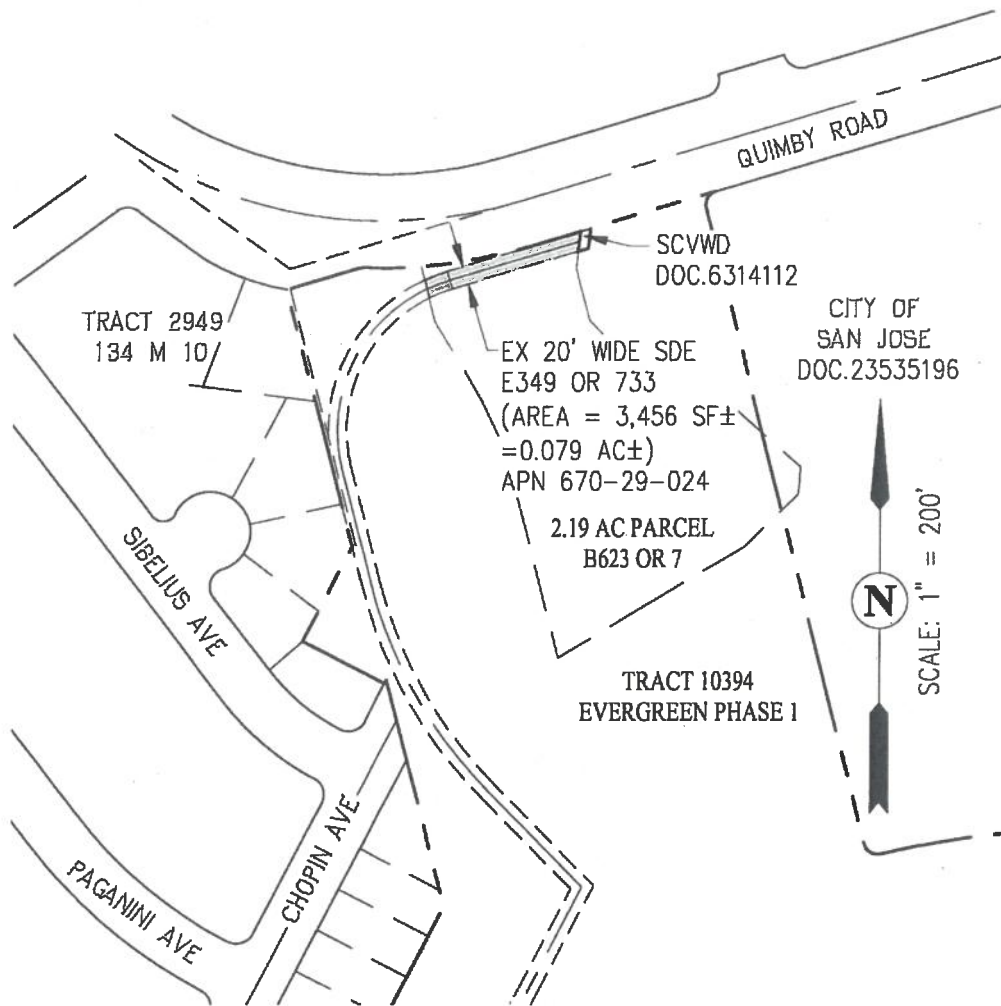 QUIMBY ROAD
SCVWD
DOC.6314112
TRACT 2949
134 M 10
CITY OF
SAN JOSE
DOC.23535196
EX 20' WIDE SDE
E349 OR 733
(AREA = 3,456 SF±
=0.079 AC±)
APN 670-29-024
2.19 AC PARCEL
B623 OR 7
SIBELIUS AVE
N
SCALE: 1" = 200'
TRACT 10394
EVERGREEN PHASE 1
CHOPIN AVE
PAGANINI AVE